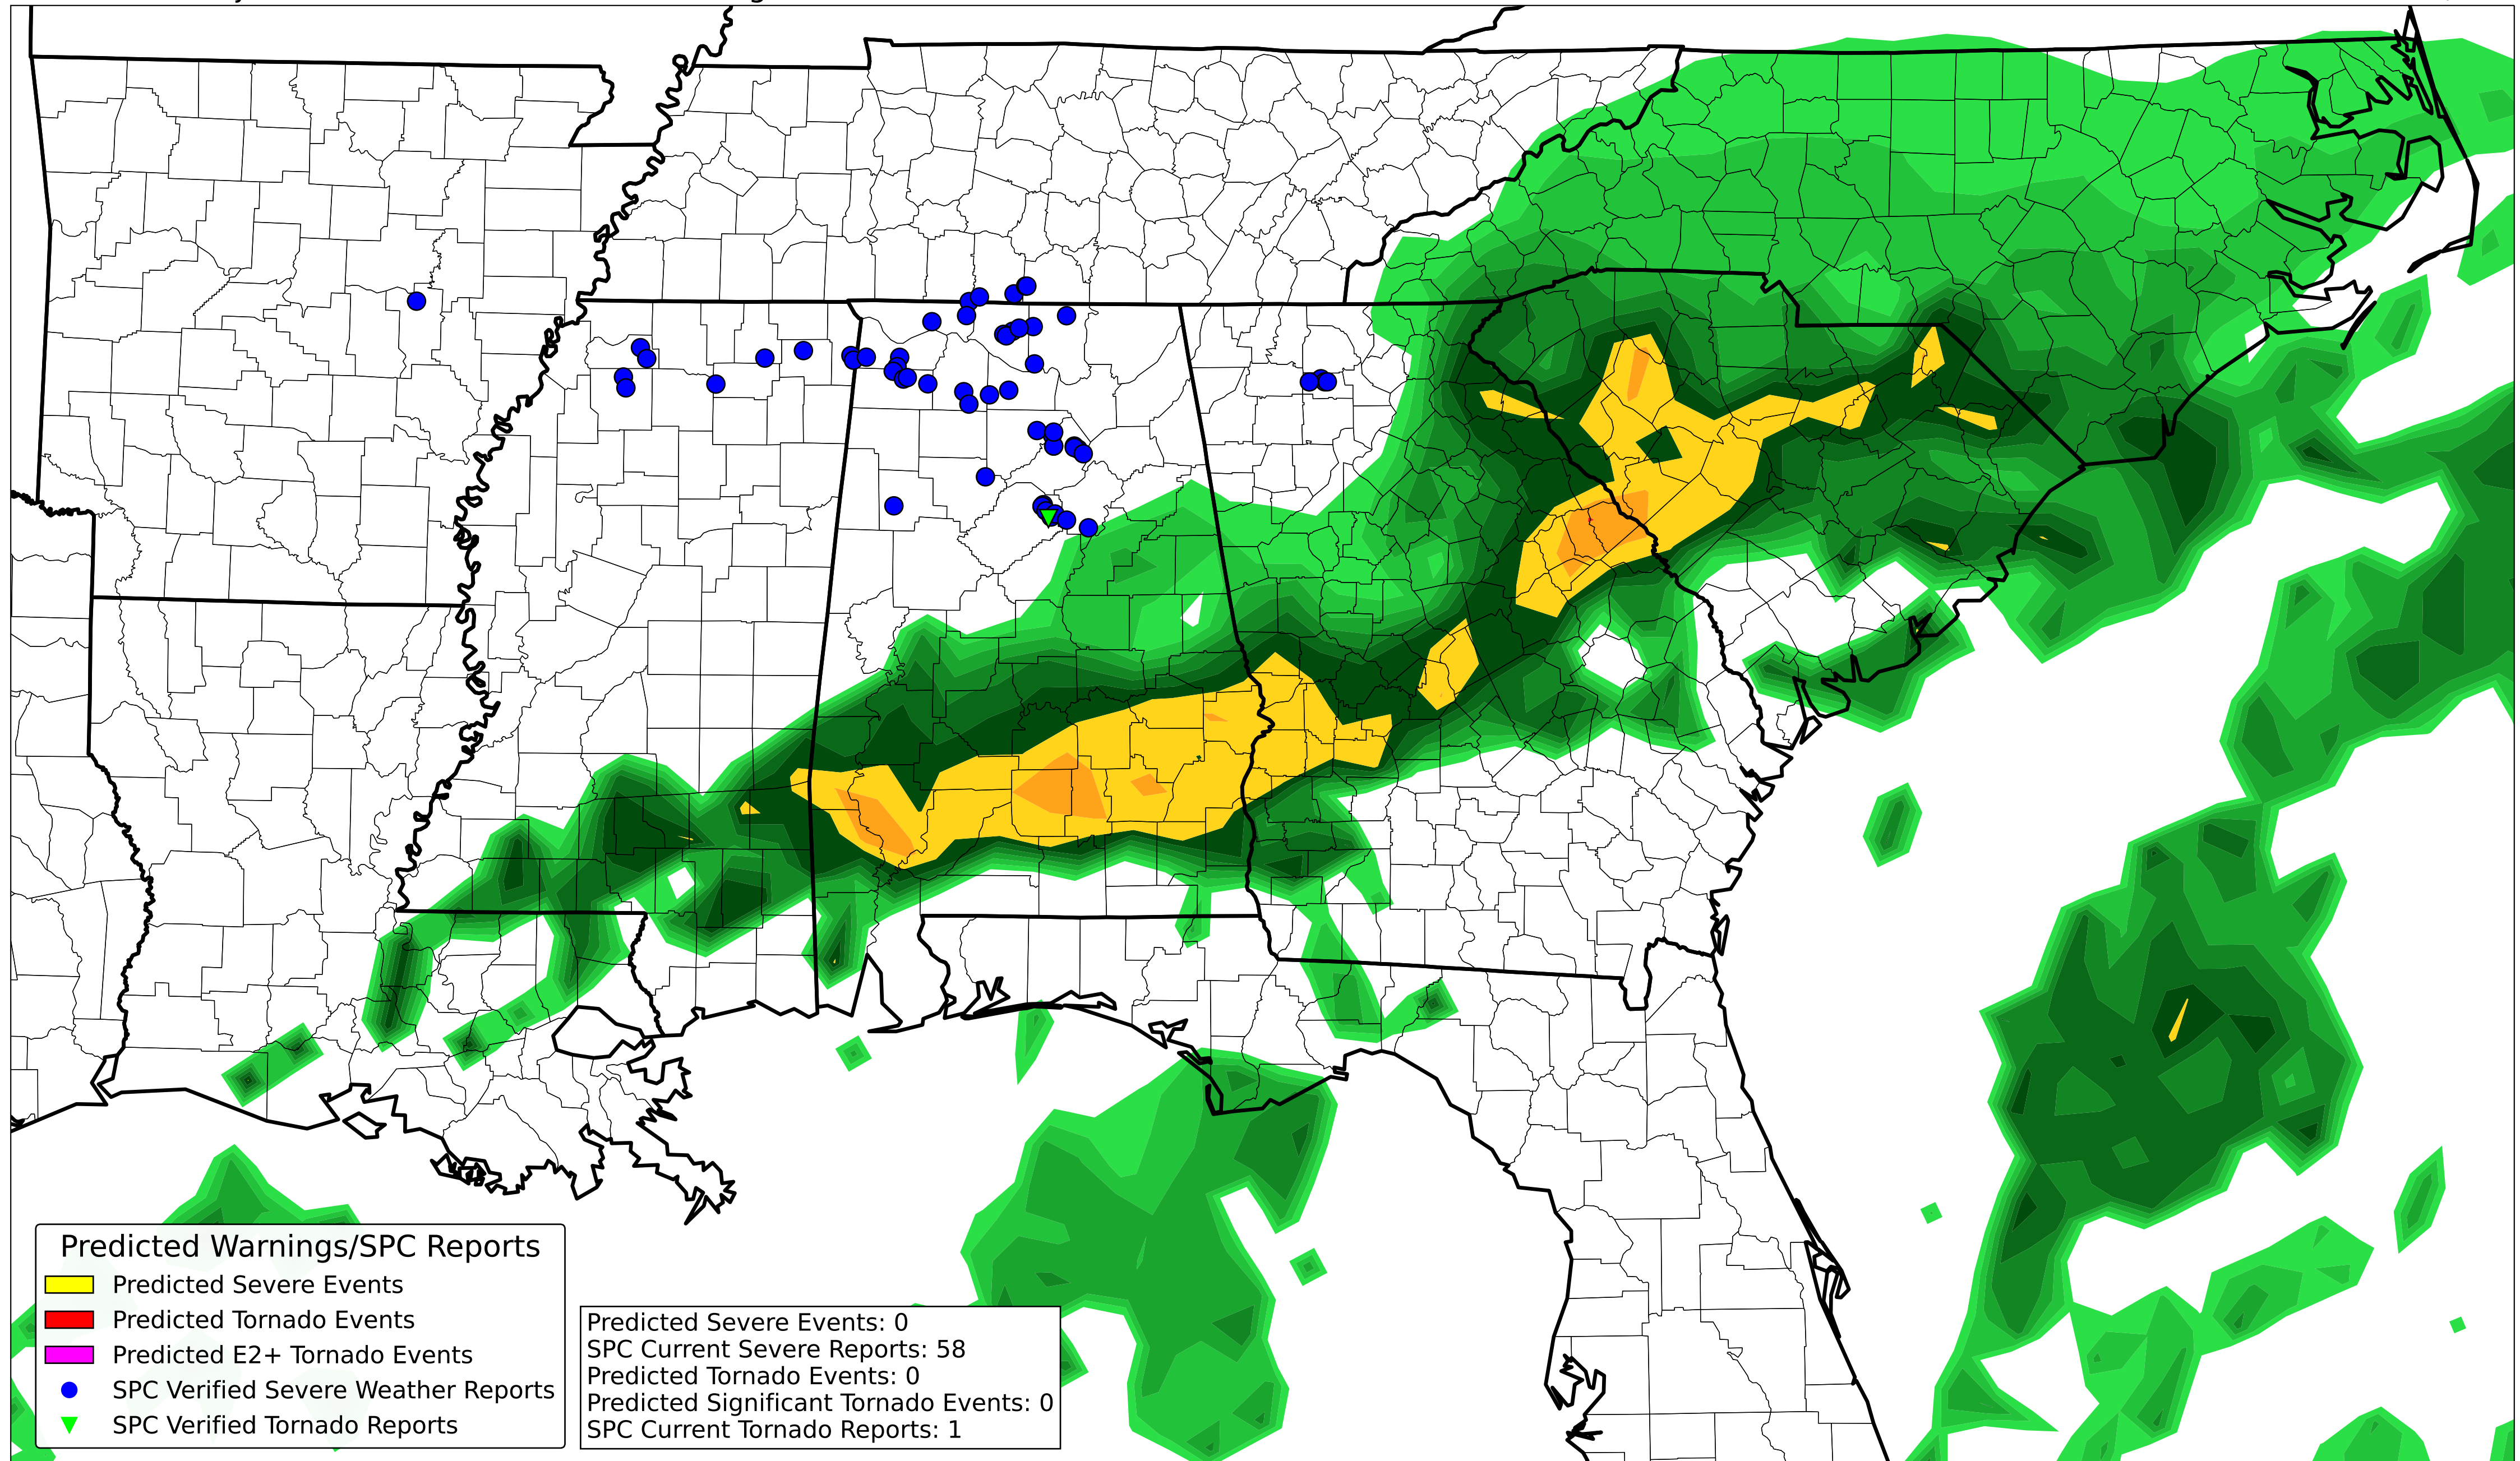 Predicted Warnings/SPC Reports
Predicted Severe Events
Predicted Tornado Events
Predicted E2+ Tornado Events
SPC Verified Severe Weather Reports
SPC Verified Tornado Reports
Predicted Severe Events: 0
SPC Current Severe Reports: 58
Predicted Tornado Events: 0
Predicted Significant Tornado Events: 0
SPC Current Tornado Reports: 1